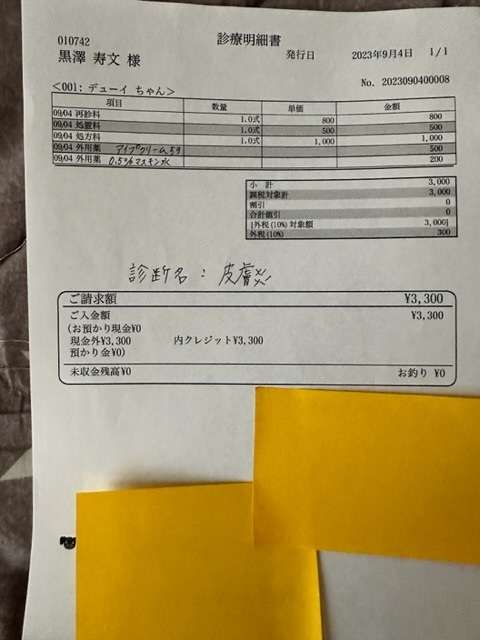 010742
診療明細書
黒澤 寿文 様
発行日 2023年9月4日 1/1
No. 2023090400008
<001: デューイ ちゃん>
項目 数量 単価 金額
09/04 再診料 1.0式 800 800
09/04 処置料 1.0式 500 500
09/04 処方料 1.0式 1,000 1,000
09/04 外用薬 アイプクリーム5g 500
09/04 外用薬 0.5%マスキン水 200
小 計 3,000
課税対象計 3,000
割引 0
合計値引 0
[外税(10%)対象額 3,000]
外税(10%) 300
診断名：皮膚炎
ご請求額 ¥3,300
ご入金額 ¥3,300
(お預かり現金¥0
現金外¥3,300 内クレジット¥3,300
預かり金¥0)
未収金残高¥0 お釣り ¥0